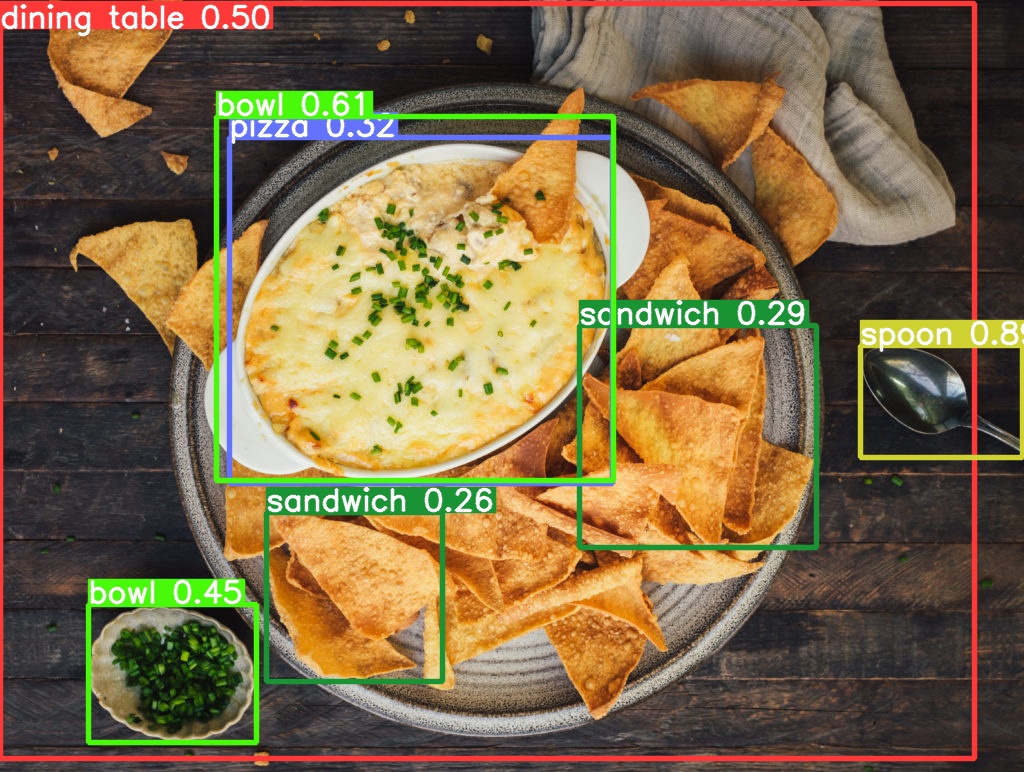 dining table 0.50
bowl 0.61
pizza 0.32
sandwich 0.29
spoon 0.89
sandwich 0.26
bowl 0.45